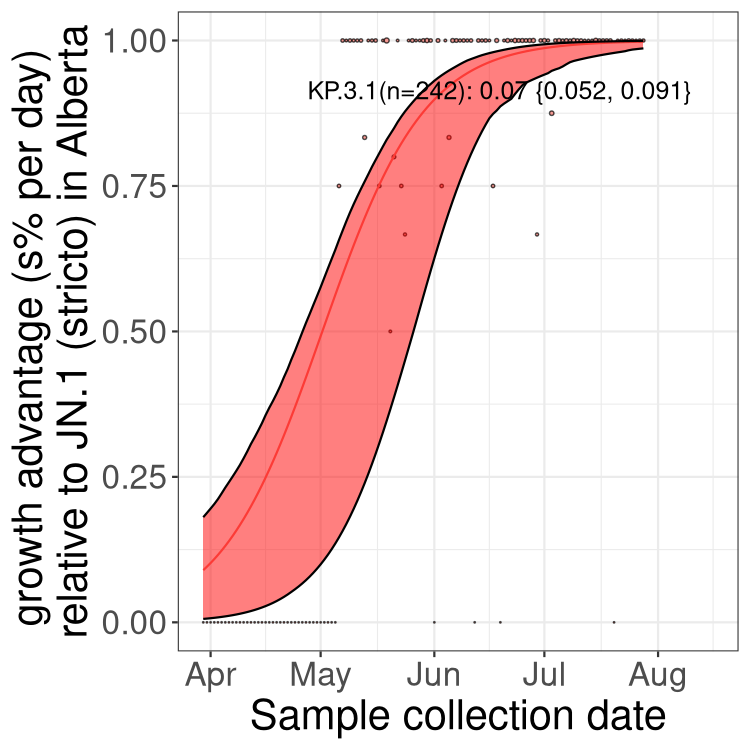 growth advantage (s% per day)
relative to JN.1 (stricto) in Alberta
1.00
0.75
0.50
0.25
0.00
KP.3.1(n=242): 0.07 {0.052, 0.091}
Apr May Jun Jul Aug
Sample collection date